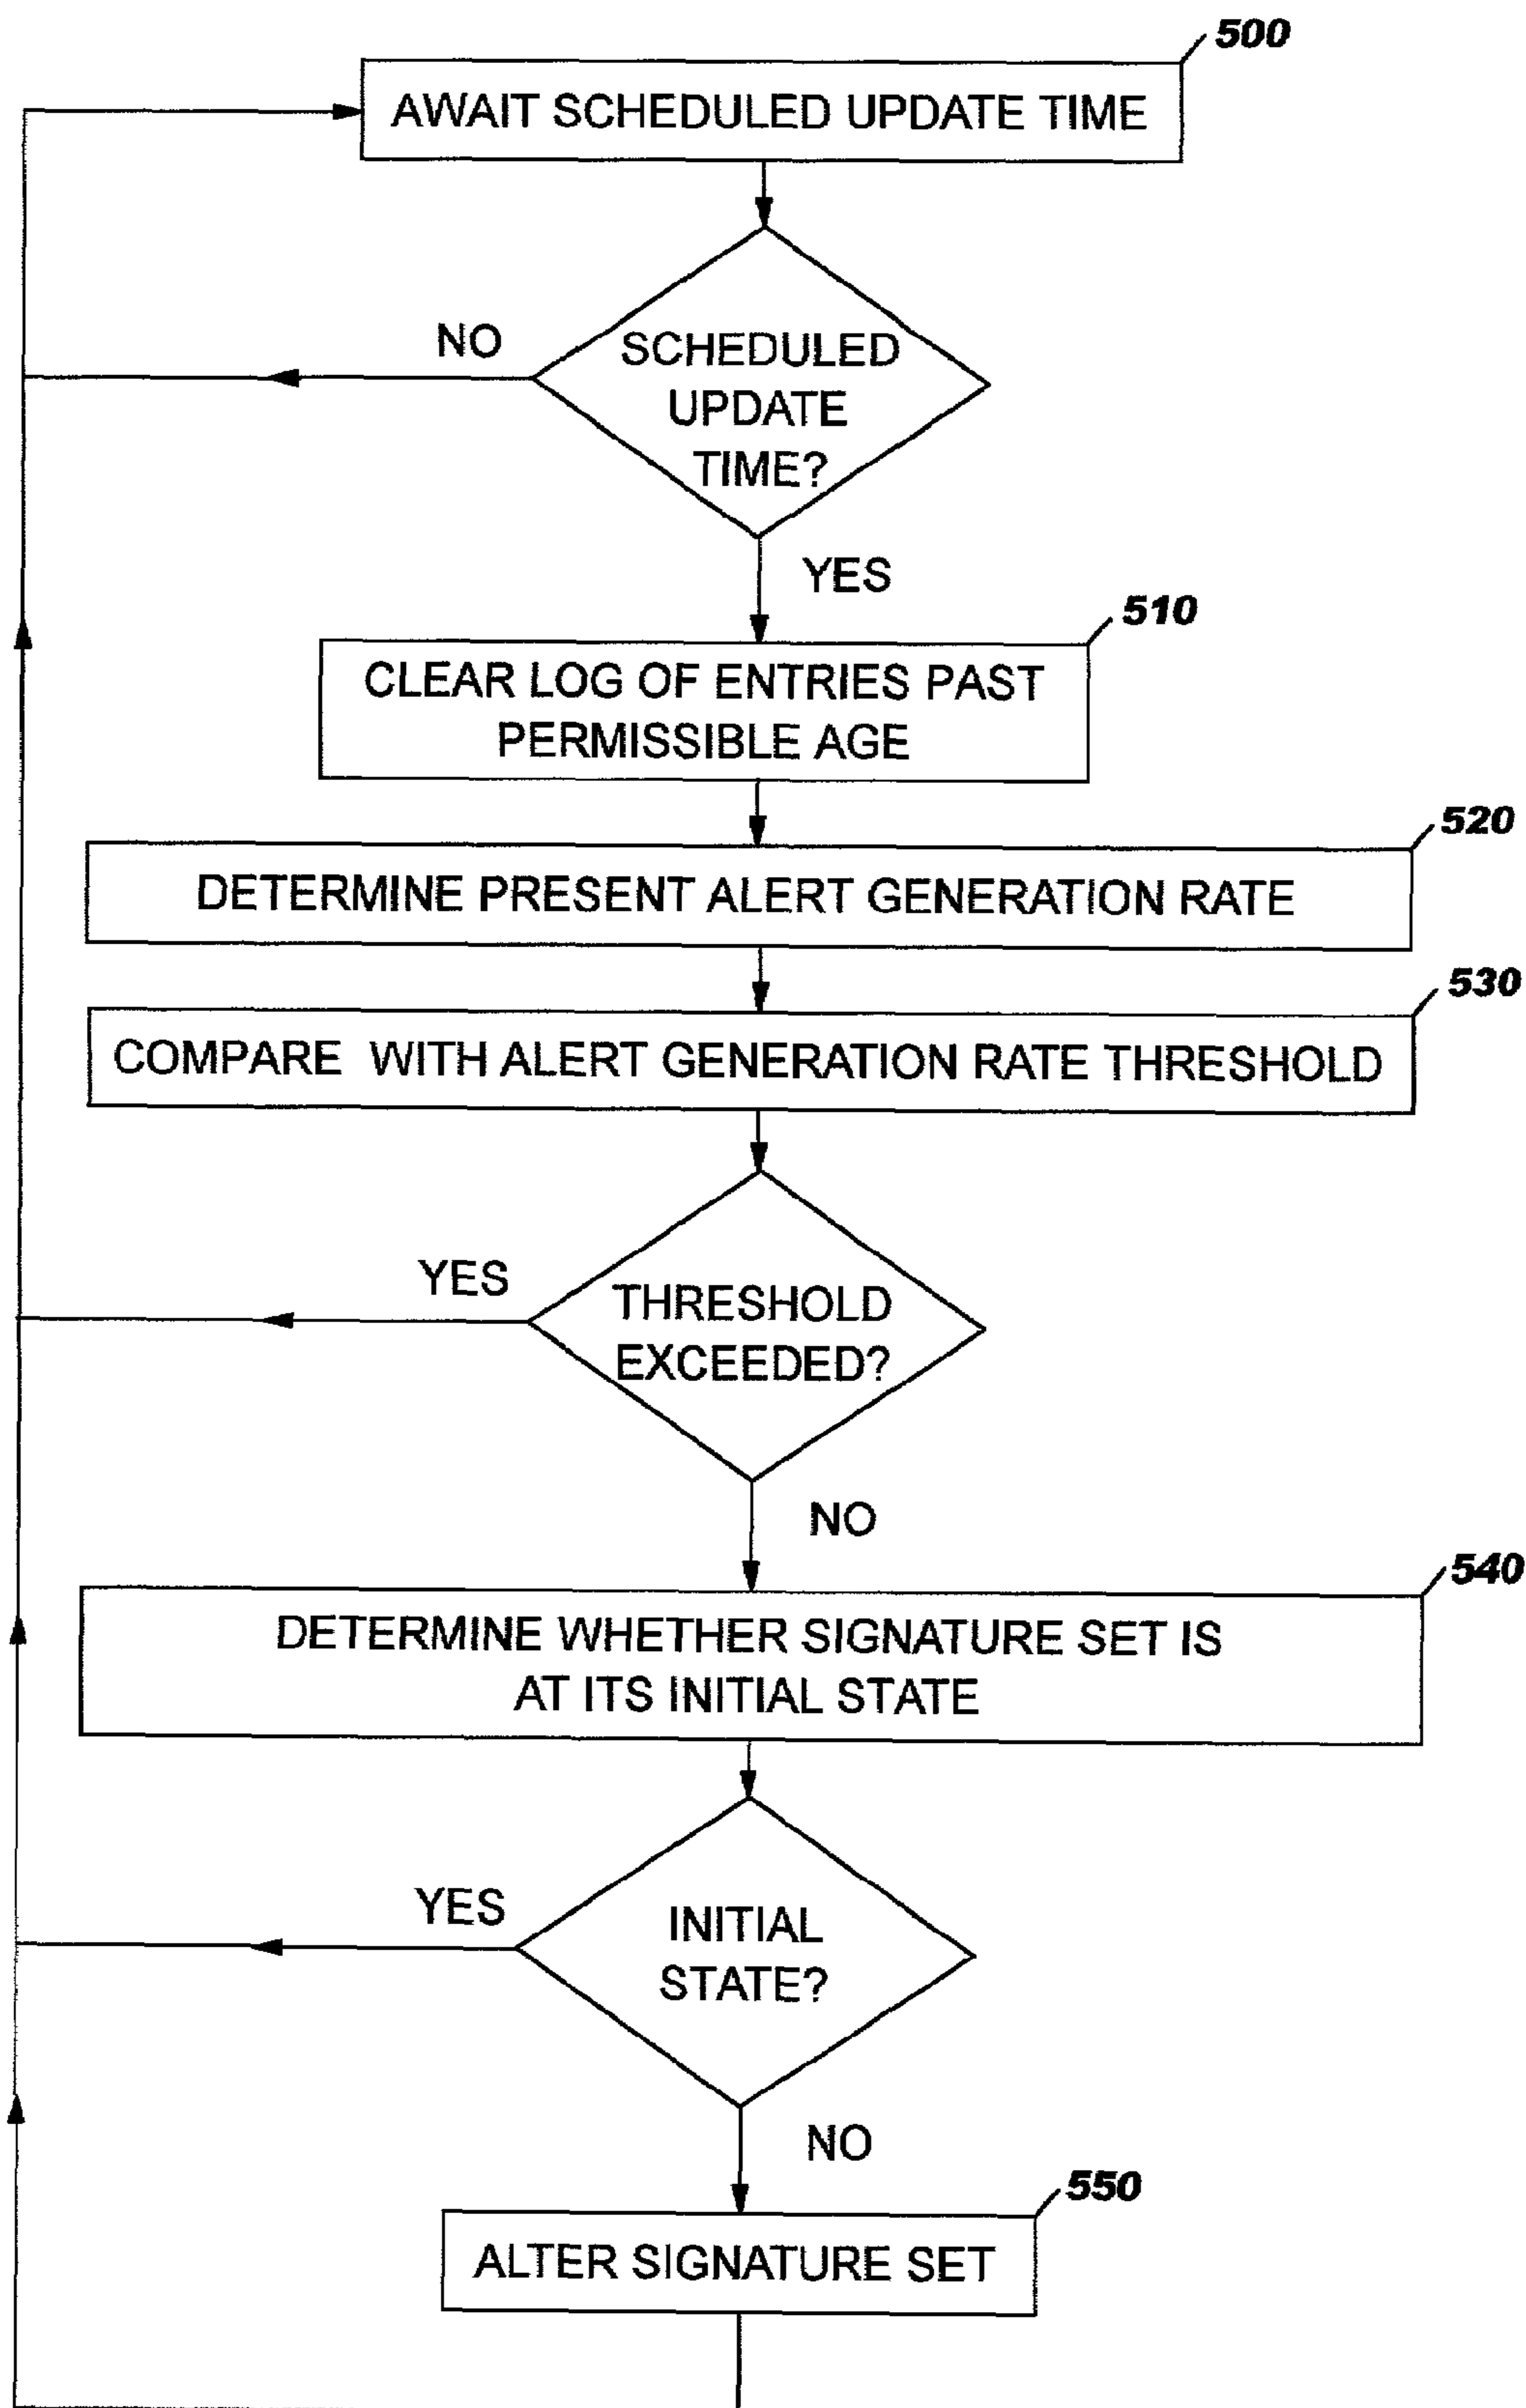 500
AWAIT SCHEDULED UPDATE TIME
NO
SCHEDULED
UPDATE
TIME?
YES
510
CLEAR LOG OF ENTRIES PAST
PERMISSIBLE AGE
520
DETERMINE PRESENT ALERT GENERATION RATE
530
COMPARE WITH ALERT GENERATION RATE THRESHOLD
YES
THRESHOLD
EXCEEDED?
NO
540
DETERMINE WHETHER SIGNATURE SET IS
AT ITS INITIAL STATE
YES
INITIAL
STATE?
NO
550
ALTER SIGNATURE SET